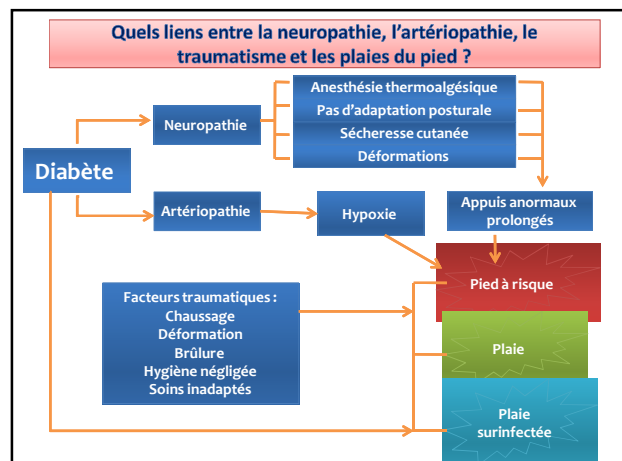 Quels liens entre la neuropathie, l'artériopathie, le
traumatisme et les plaies du pied ?
Anesthésie thermoalgésique
Pas d'adaptation posturale
Sécheresse cutanée
Déformations
Neuropathie
Diabète
Artériopathie
Hypoxie
Appuis anormaux
prolongés
Pied à risque
Facteurs traumatiques :
Chaussage
Déformation
Brûlure
Hygiène négligée
Soins inadaptés
Plaie
Plaie
surinfectée